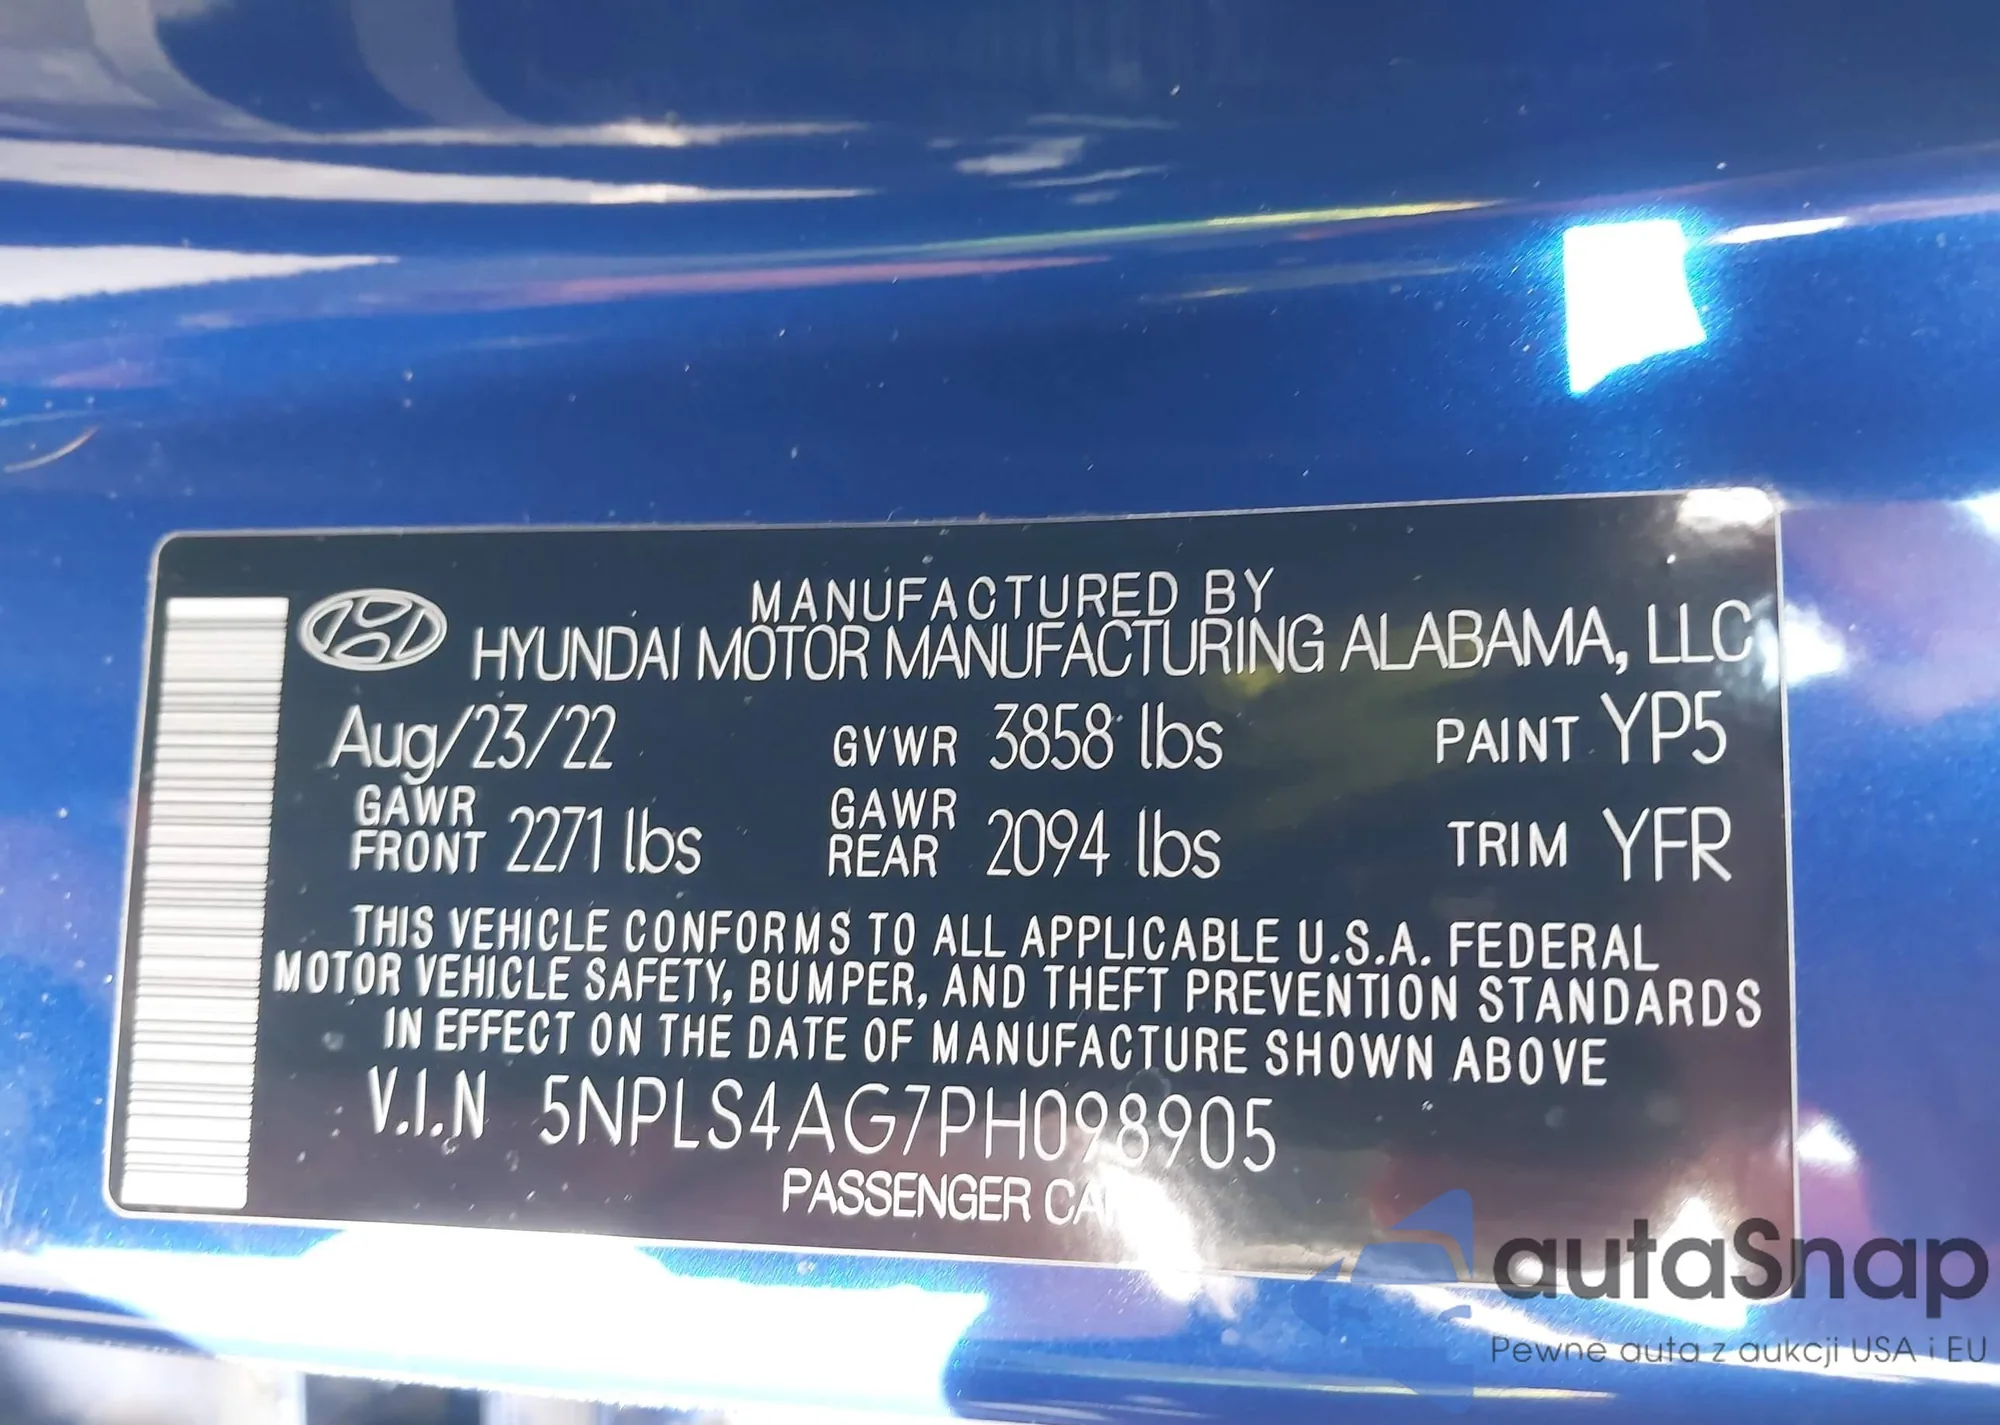 MANUFACTURED BY
HYUNDAI MOTOR MANUFACTURING ALABAMA, LLC
Aug/23/22 GVWR 3858 lbs PAINT YP5
GAWR FRONT 2271 lbs GAWR REAR 2094 lbs TRIM YFR
THIS VEHICLE CONFORMS TO ALL APPLICABLE U.S.A. FEDERAL
MOTOR VEHICLE SAFETY, BUMPER, AND THEFT PREVENTION STANDARDS
IN EFFECT ON THE DATE OF MANUFACTURE SHOWN ABOVE
V.I.N 5NPLS4AG7PH098905
PASSENGER CA
autaSnap
Pewne auta z aukcji USA i EU